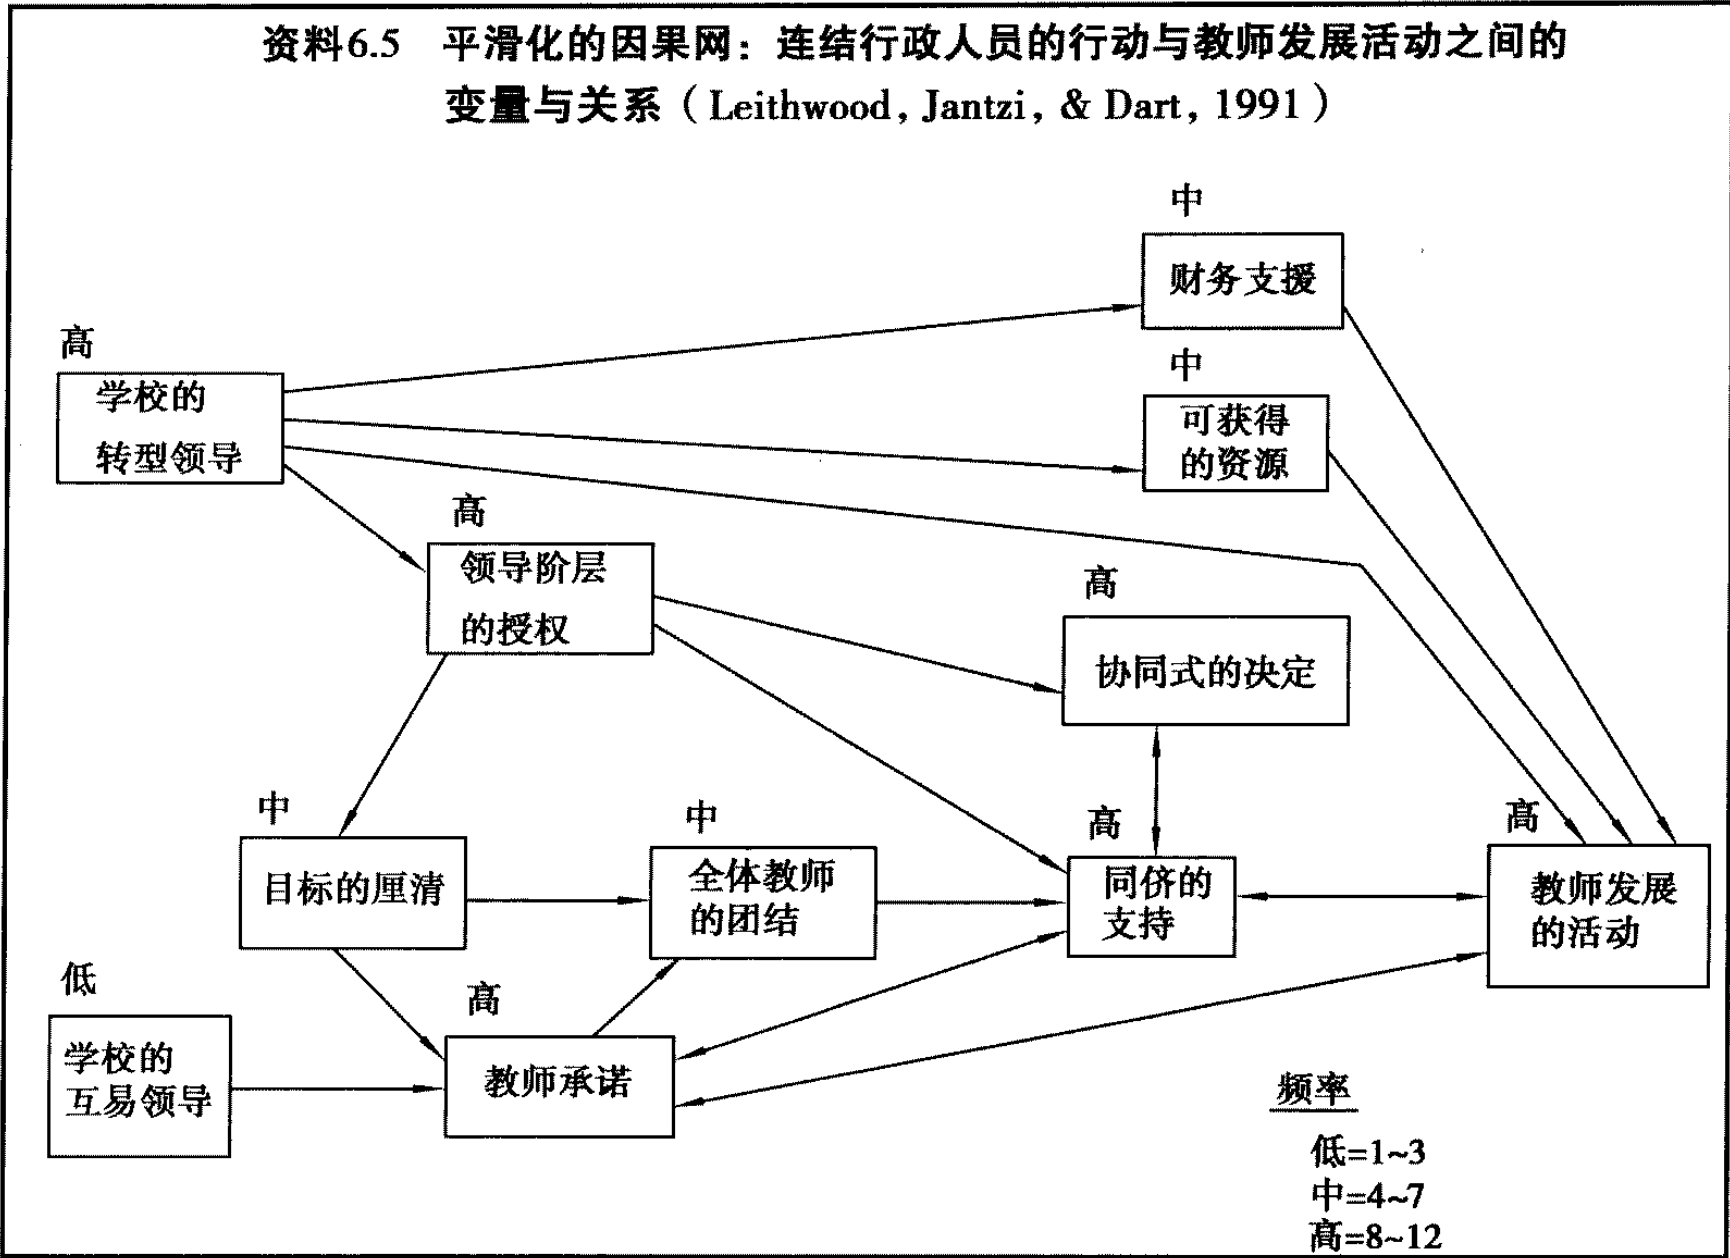 资料6.5 平滑化的因果网：连结行政人员的行动与教师发展活动之间的
变量与关系（Leithwood, Jantzi, & Dart, 1991）
中
财务支援
高
学校的
转型领导
中
可获得
的资源
高
领导阶层
的授权
高
协同式的决定
中
目标的厘清
中
全体教师
的团结
高
同侪的
支持
高
教师发展
的活动
低
学校的
互易领导
高
教师承诺
频率
低=1~3
中=4~7
高=8~12